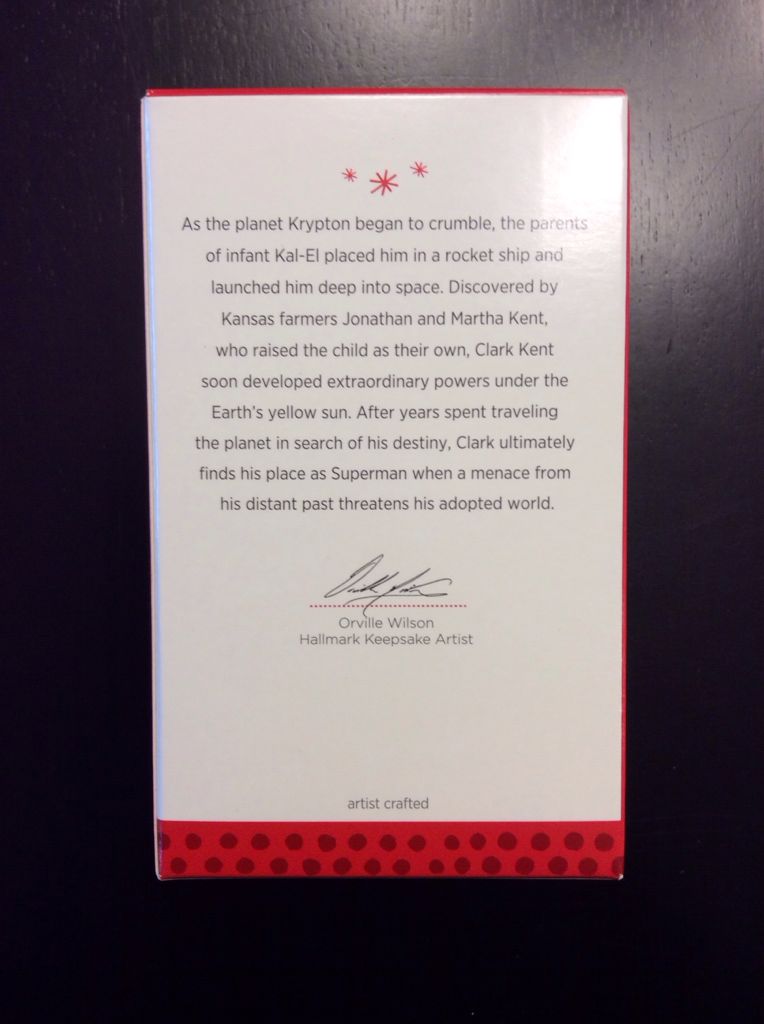 As the planet Krypton began to crumble, the parents
of infant Kal-El placed him in a rocket ship and
launched him deep into space. Discovered by
Kansas farmers Jonathan and Martha Kent,
who raised the child as their own, Clark Kent
soon developed extraordinary powers under the
Earth's yellow sun. After years spent traveling
the planet in search of his destiny, Clark ultimately
finds his place as Superman when a menace from
his distant past threatens his adopted world.
Orville Wilson
Orville Wilson
Hallmark Keepsake Artist
artist crafted